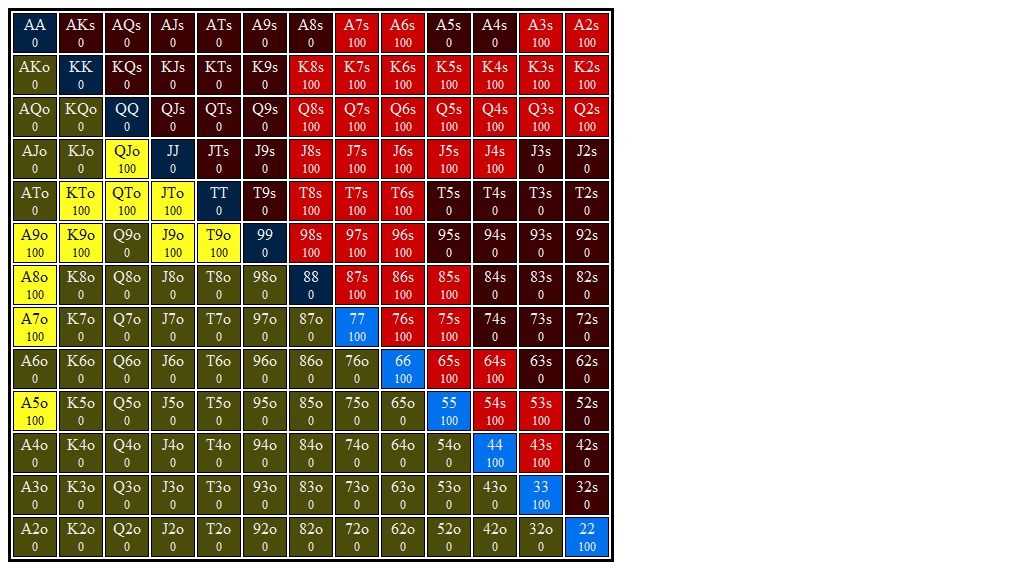 AA AKs AQs AJs ATs A9s A8s A7s A6s A5s A4s A3s A2s
0 0 0 0 0 0 0 100 100 0 0 100 100
AKo KK KQs KJs KTs K9s K8s K7s K6s K5s K4s K3s K2s
0 0 0 0 0 0 100 100 100 100 100 100 100
AQo KQo QQ QJs QTs Q9s Q8s Q7s Q6s Q5s Q4s Q3s Q2s
0 0 0 0 0 0 100 100 100 100 100 100 100
AJo KJo QJo JJ JTs J9s J8s J7s J6s J5s J4s J3s J2s
0 0 100 0 0 0 100 100 100 100 100 0 0
ATo KTo QTo JTo TT T9s T8s T7s T6s T5s T4s T3s T2s
0 100 100 100 0 0 100 100 100 0 0 0 0
A9o K9o Q9o J9o T9o 99 98s 97s 96s 95s 94s 93s 92s
100 100 0 100 100 0 100 100 100 0 0 0 0
A8o K8o Q8o J8o T8o 98o 88 87s 86s 85s 84s 83s 82s
100 0 0 0 0 0 0 100 100 100 0 0 0
A7o K7o Q7o J7o T7o 97o 87o 77 76s 75s 74s 73s 72s
100 0 0 0 0 0 0 100 100 100 0 0 0
A6o K6o Q6o J6o T6o 96o 86o 76o 66 65s 64s 63s 62s
0 0 0 0 0 0 0 0 100 100 100 0 0
A5o K5o Q5o J5o T5o 95o 85o 75o 65o 55 54s 53s 52s
100 0 0 0 0 0 0 0 0 100 100 100 0
A4o K4o Q4o J4o T4o 94o 84o 74o 64o 54o 44 43s 42s
0 0 0 0 0 0 0 0 0 0 100 100 0
A3o K3o Q3o J3o T3o 93o 83o 73o 63o 53o 43o 33 32s
0 0 0 0 0 0 0 0 0 0 0 100 0
A2o K2o Q2o J2o T2o 92o 82o 72o 62o 52o 42o 32o 22
0 0 0 0 0 0 0 0 0 0 0 0 100